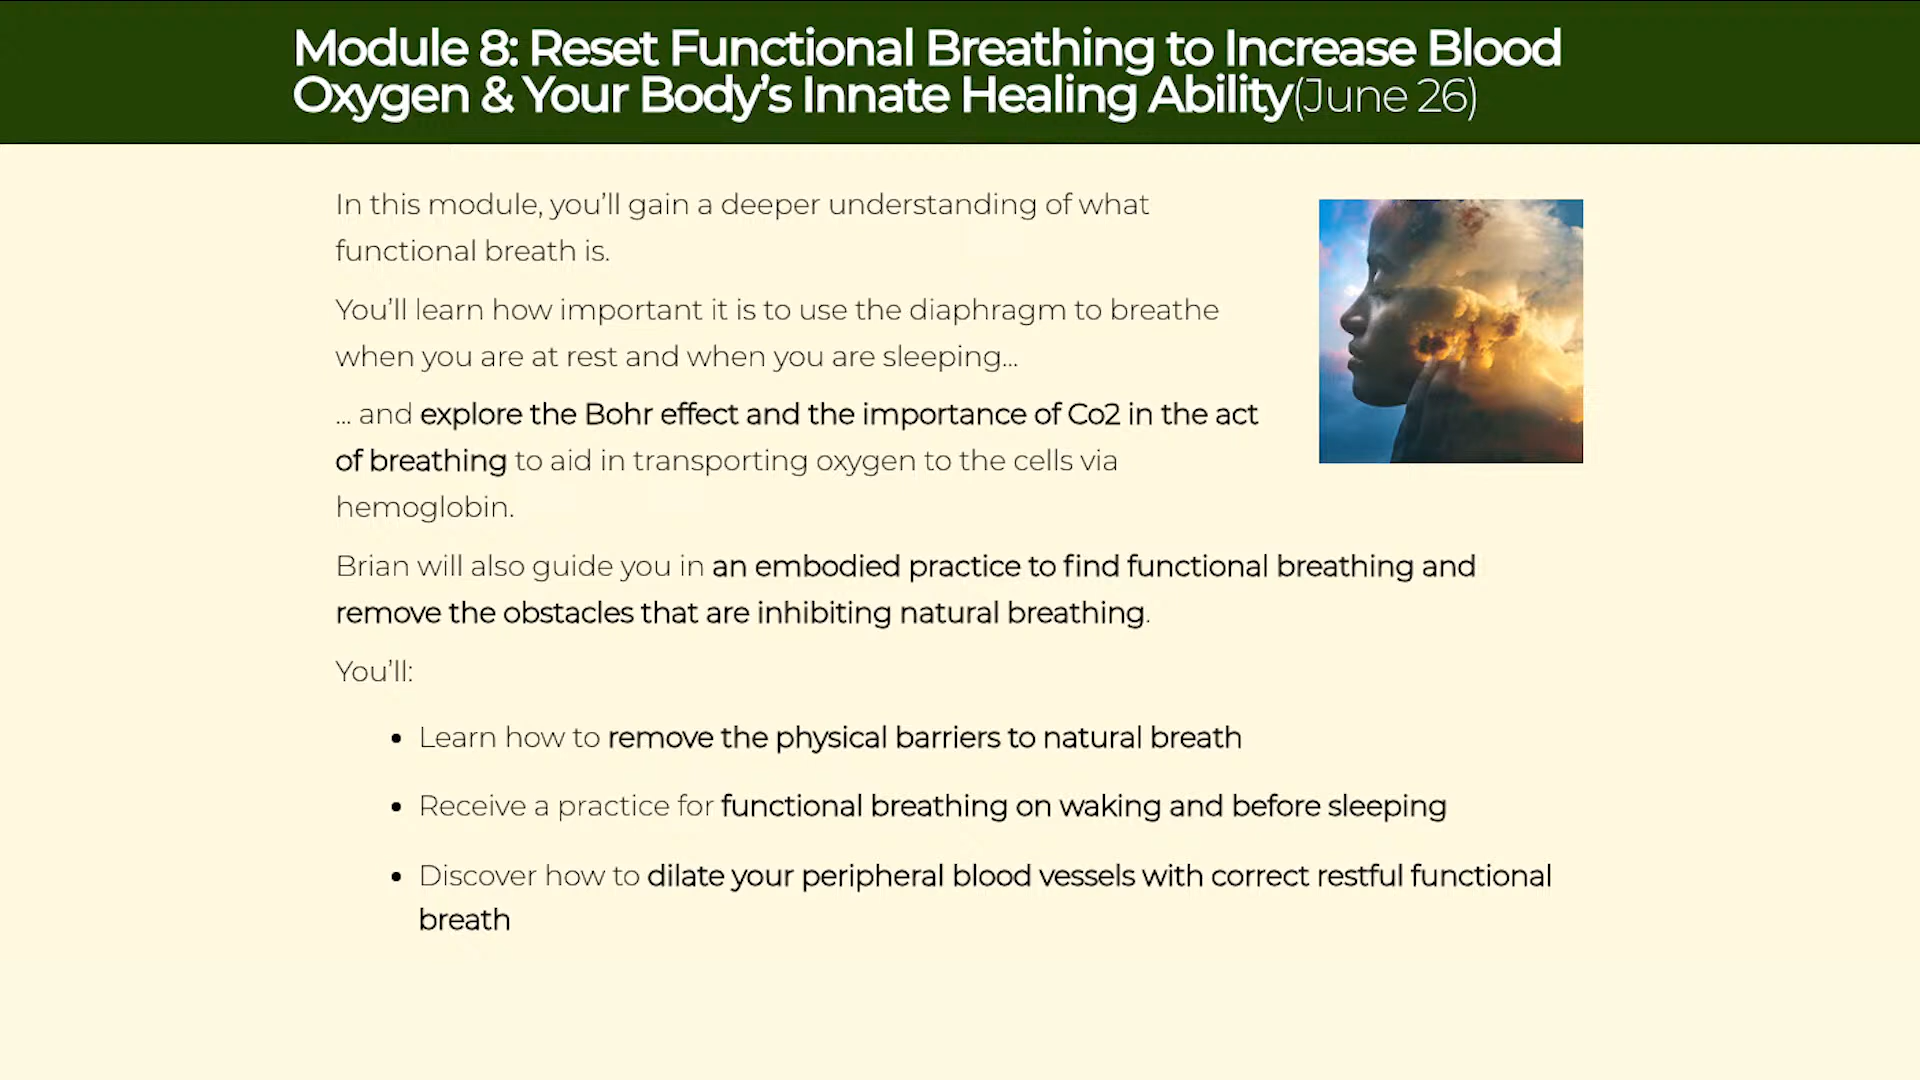 Module 8: Reset Functional Breathing to Increase Blood
Oxygen & Your Body’s Innate Healing Ability(June 26)
In this module, you’ll gain a deeper understanding of what
functional breath is.
You’ll learn how important it is to use the diaphragm to breathe
when you are at rest and when you are sleeping...
... and explore the Bohr effect and the importance of Co2 in the act
of breathing to aid in transporting oxygen to the cells via
hemoglobin.
Brian will also guide you in an embodied practice to find functional breathing and
remove the obstacles that are inhibiting natural breathing.
You’ll:
• Learn how to remove the physical barriers to natural breath
• Receive a practice for functional breathing on waking and before sleeping
• Discover how to dilate your peripheral blood vessels with correct restful functional
breath